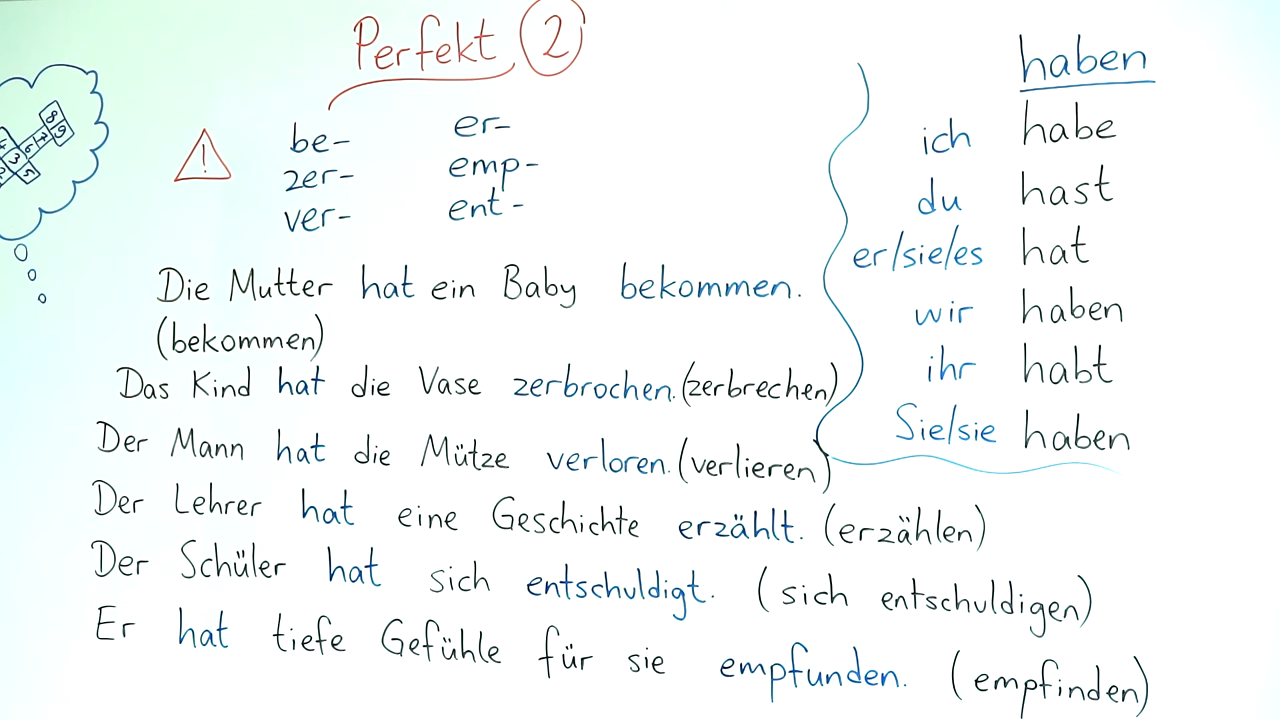 Perfekt 2
be- er-
zer- emp-
ver- ent-
Die Mutter hat ein Baby bekommen.
(bekommen)
Das Kind hat die Vase zerbrochen. (zerbrechen)
Der Mann hat die Mütze verloren. (verlieren)
Der Lehrer hat eine Geschichte erzählt. (erzählen)
Der Schüler hat sich entschuldigt. (sich entschuldigen)
Er hat tiefe Gefühle für sie empfunden. (empfinden)
haben
ich habe
du hast
er/sie/es hat
wir haben
ihr habt
Sie/sie haben